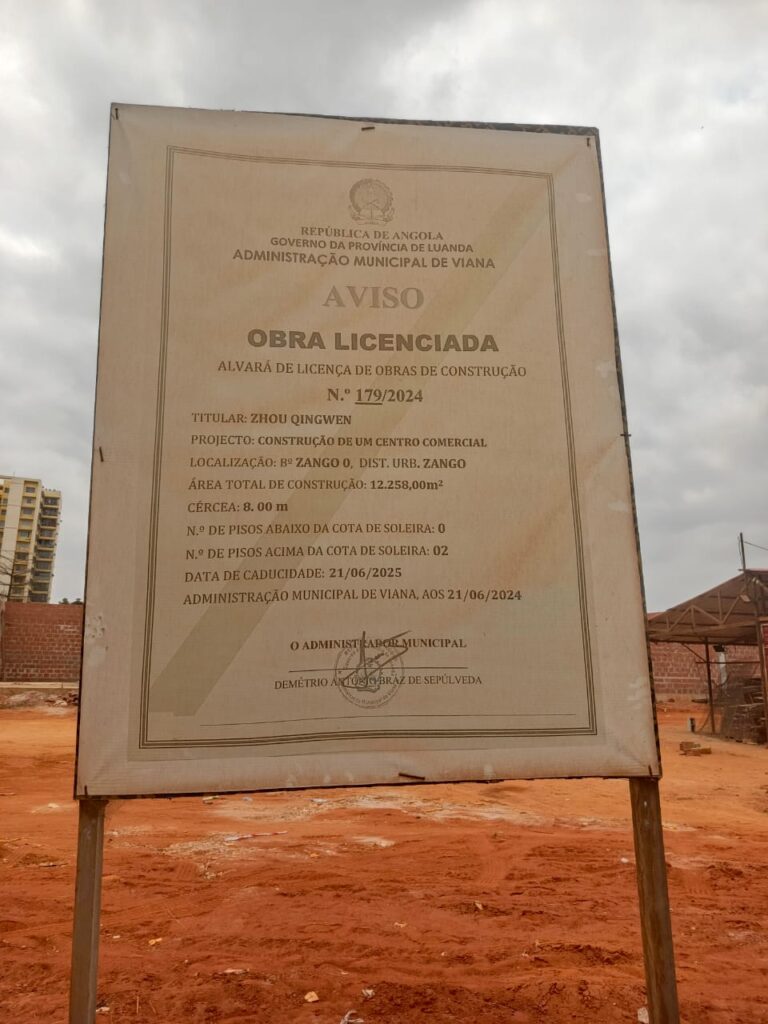 REPÚBLICA DE ANGOLA
GOVERNO DA PROVÍNCIA DE LUANDA
ADMINISTRAÇÃO MUNICIPAL DE VIANA
AVISO
OBRA LICENCIADA
ALVARÁ DE LICENÇA DE OBRAS DE CONSTRUÇÃO
N.º 179/2024
TITULAR: ZHOU QINGWEN
PROJECTO: CONSTRUÇÃO DE UM CENTRO COMERCIAL
LOCALIZAÇÃO: Bº ZANGO 0, DIST. URB. ZANGO
ÁREA TOTAL DE CONSTRUÇÃO: 12.258,00m²
CÉRCEA: 8. 00 m
N.º DE PISOS ABAIXO DA COTA DE SOLEIRA: 0
N.º DE PISOS ACIMA DA COTA DE SOLEIRA: 02
DATA DE CADUCIDADE: 21/06/2025
ADMINISTRAÇÃO MUNICIPAL DE VIANA, AOS 21/06/2024
O ADMINISTRADOR MUNICIPAL
DEMÉTRIO ANTÓNIO BRAZ DE SEPÚLVEDA